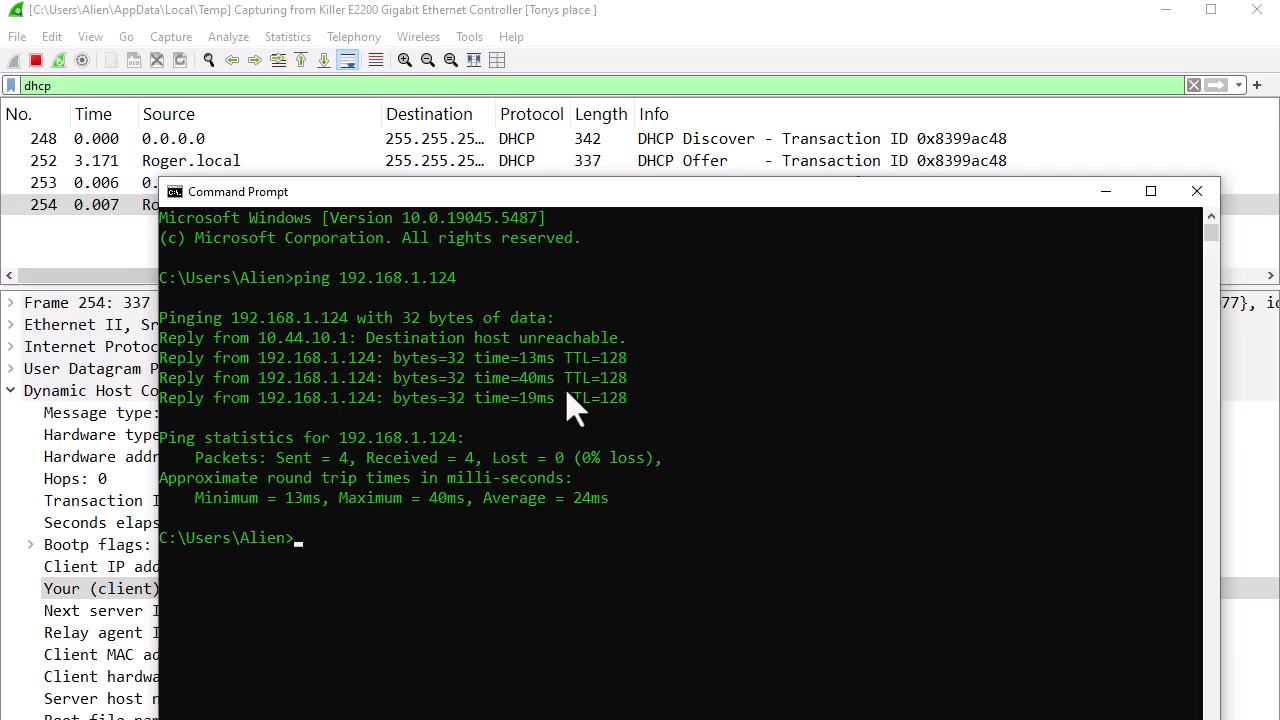 [C:\Users\Alien\AppData\Local\Temp] Capturing from Killer E2200 Gigabit Ethernet Controller [Tonys place ]
File Edit View Go Capture Analyze Statistics Telephony Wireless Tools Help
dhcp
No. Time Source Destination Protocol Length Info
248 0.000 0.0.0.0 255.255.25… DHCP 342 DHCP Discover - Transaction ID 0x8399ac48
252 3.171 Roger.local 255.255.25… DHCP 337 DHCP Offer - Transaction ID 0x8399ac48
253 0.006 0.
254 0.007 Ro
Command Prompt
Microsoft Windows [Version 10.0.19045.5487]
(c) Microsoft Corporation. All rights reserved.
C:\Users\Alien>ping 192.168.1.124
Pinging 192.168.1.124 with 32 bytes of data:
Reply from 10.44.10.1: Destination host unreachable.
Reply from 192.168.1.124: bytes=32 time=13ms TTL=128
Reply from 192.168.1.124: bytes=32 time=40ms TTL=128
Reply from 192.168.1.124: bytes=32 time=19ms TTL=128
Ping statistics for 192.168.1.124:
Packets: Sent = 4, Received = 4, Lost = 0 (0% loss),
Approximate round trip times in milli-seconds:
Minimum = 13ms, Maximum = 40ms, Average = 24ms
C:\Users\Alien>
Frame 254: 337 77}, id
Ethernet II, Sr
Internet Protoc
User Datagram P
Dynamic Host Co
Message type:
Hardware type
Hardware addr
Hops: 0
Transaction I
Seconds elaps
Bootp flags:
Client IP add
Your (client)
Next server I
Relay agent I
Client MAC ad
Client hardwa
Server host n
Boot file nam